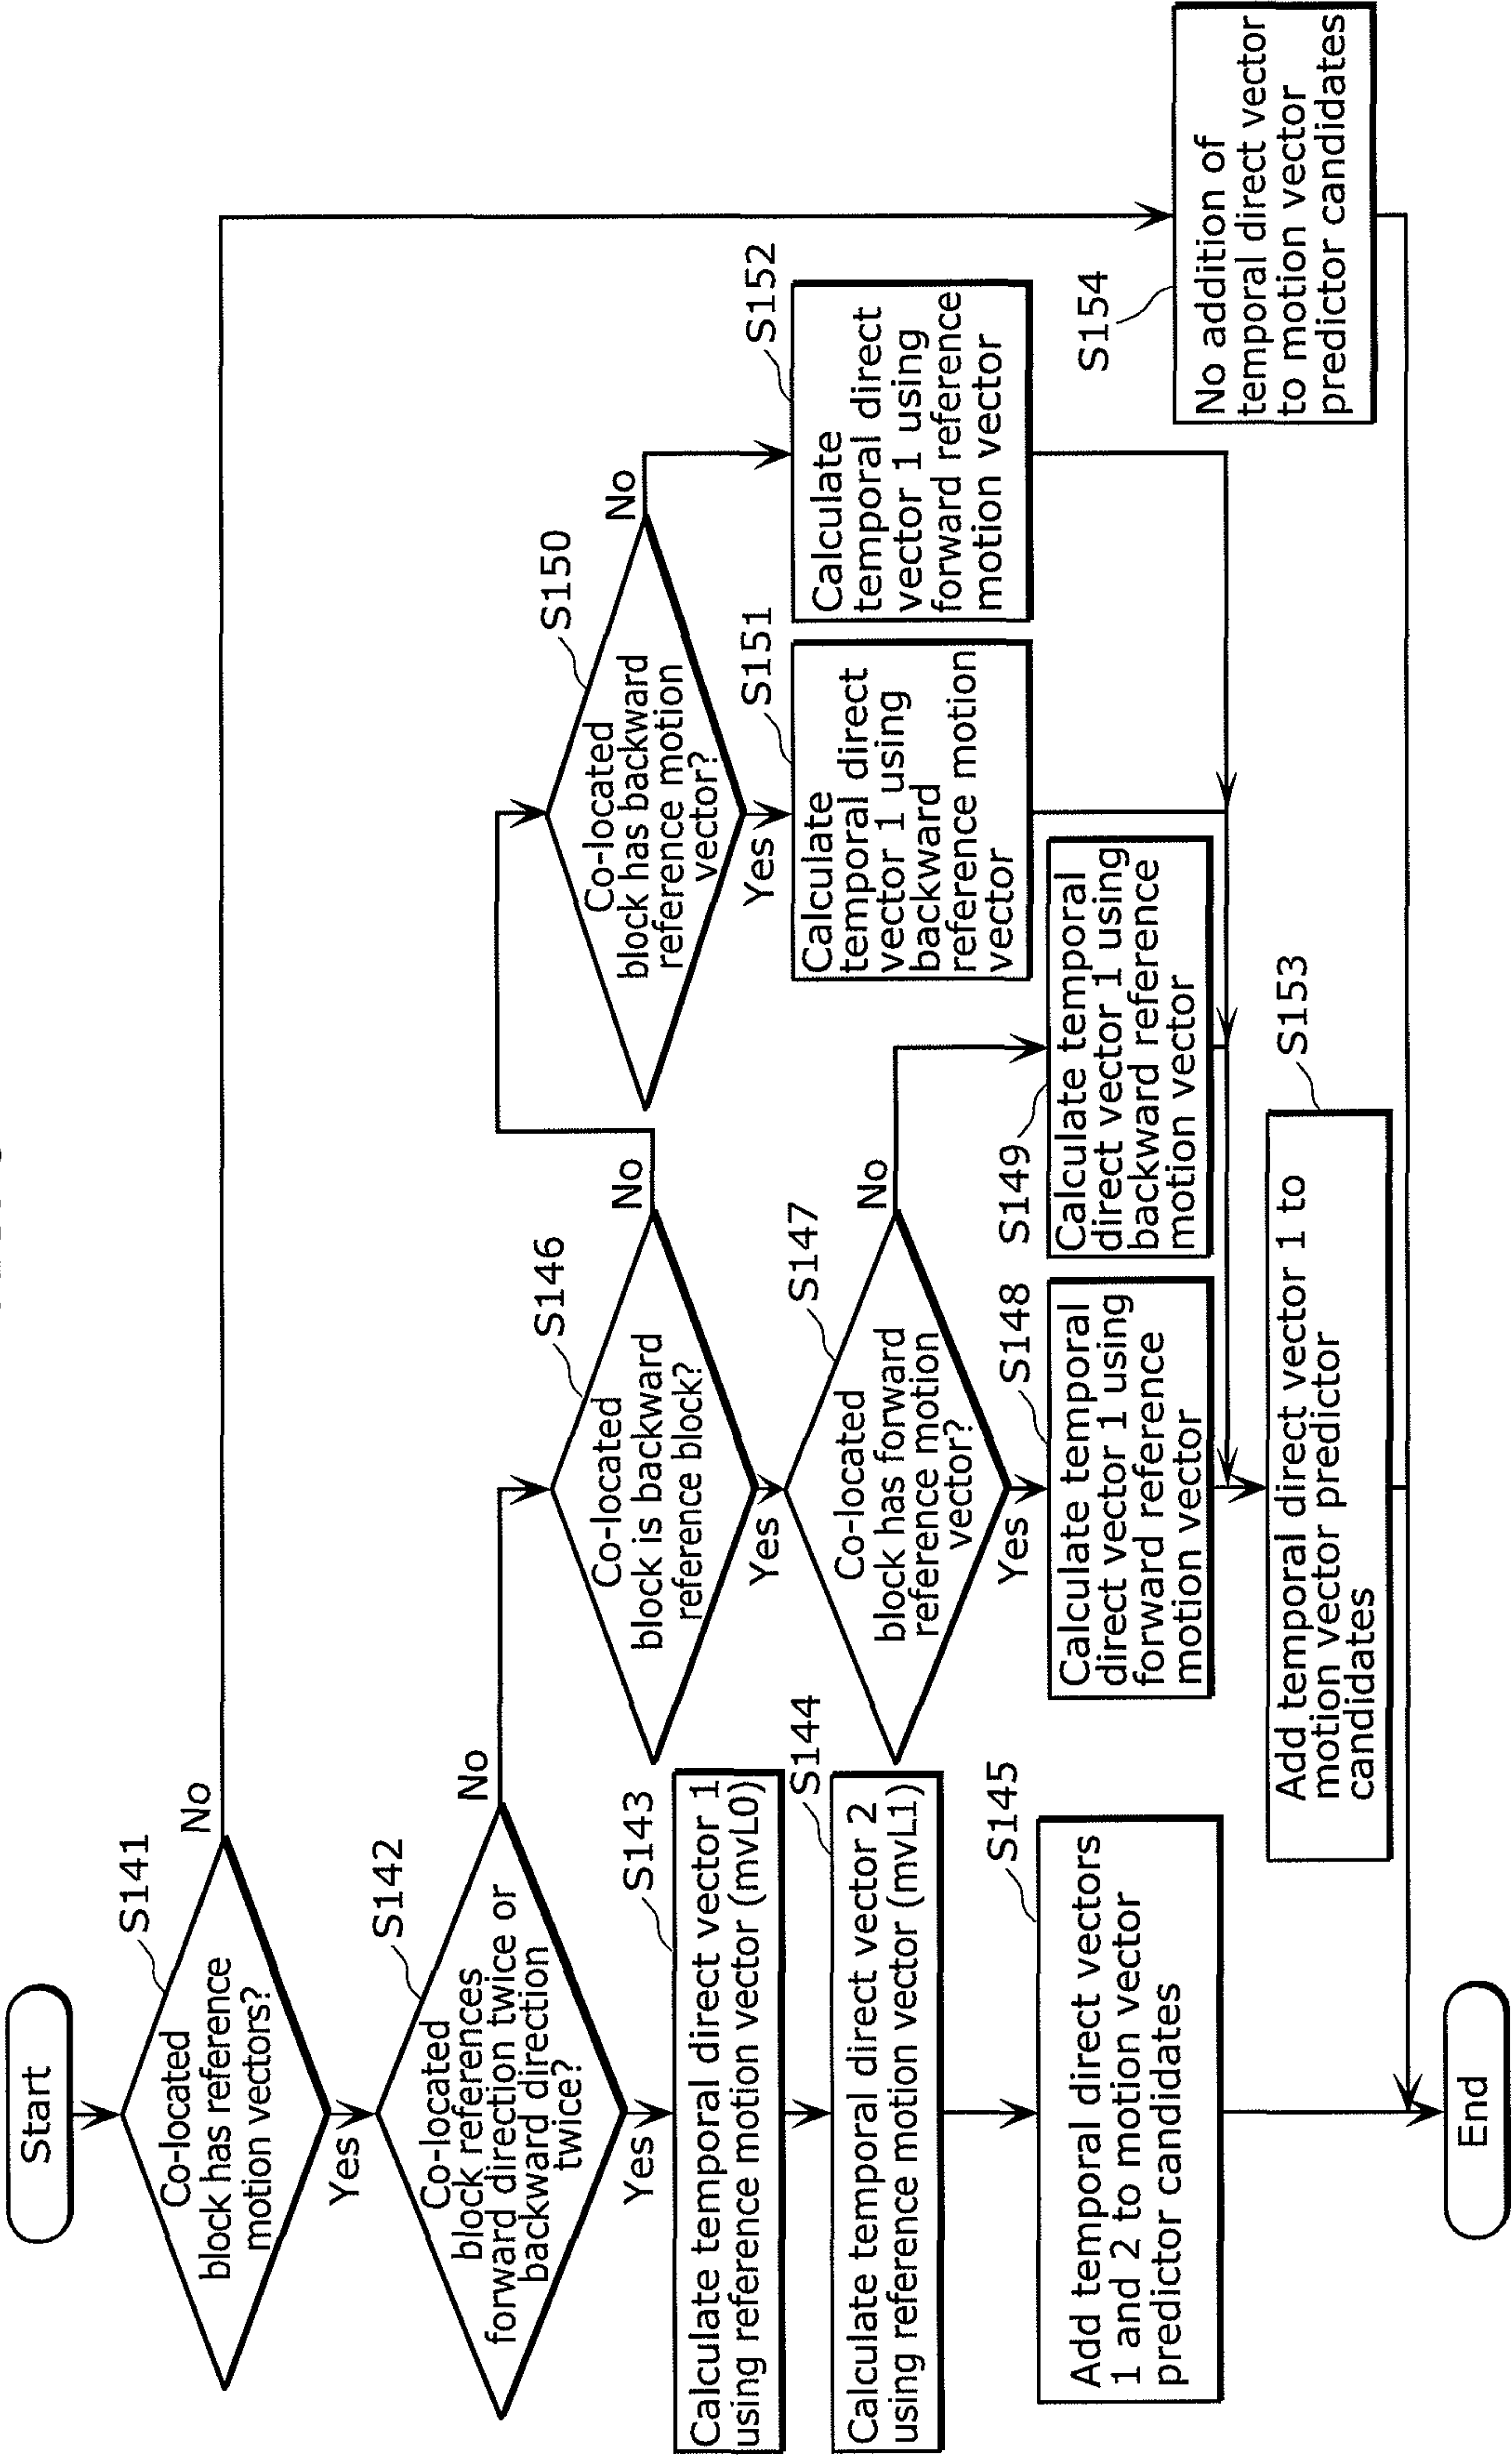 Start
S141
Co-located
block has reference
motion vectors?
No
Yes
S142
Co-located
block references
forward direction twice or
backward direction
twice?
No
Yes
S143
Calculate temporal direct vector 1
using reference motion vector (mvL0)
S144
Calculate temporal direct vector 2
using reference motion vector (mvL1)
S145
Add temporal direct vectors
1 and 2 to motion vector
predictor candidates
S146
Co-located
block is backward
reference block?
No
Yes
S147
Co-located
block has forward
reference motion
vector?
No
Yes
S148
Calculate temporal
direct vector 1 using
forward reference
motion vector
S149
Calculate temporal
direct vector 1 using
backward reference
motion vector
S150
Co-located
block has backward
reference motion
vector?
No
Yes
S151
Calculate
temporal direct
vector 1 using
backward
reference motion
vector
S152
Calculate
temporal direct
vector 1 using
forward reference
motion vector
S153
Add temporal direct vector 1 to
motion vector predictor
candidates
S154
No addition of
temporal direct vector
to motion vector
predictor candidates
End